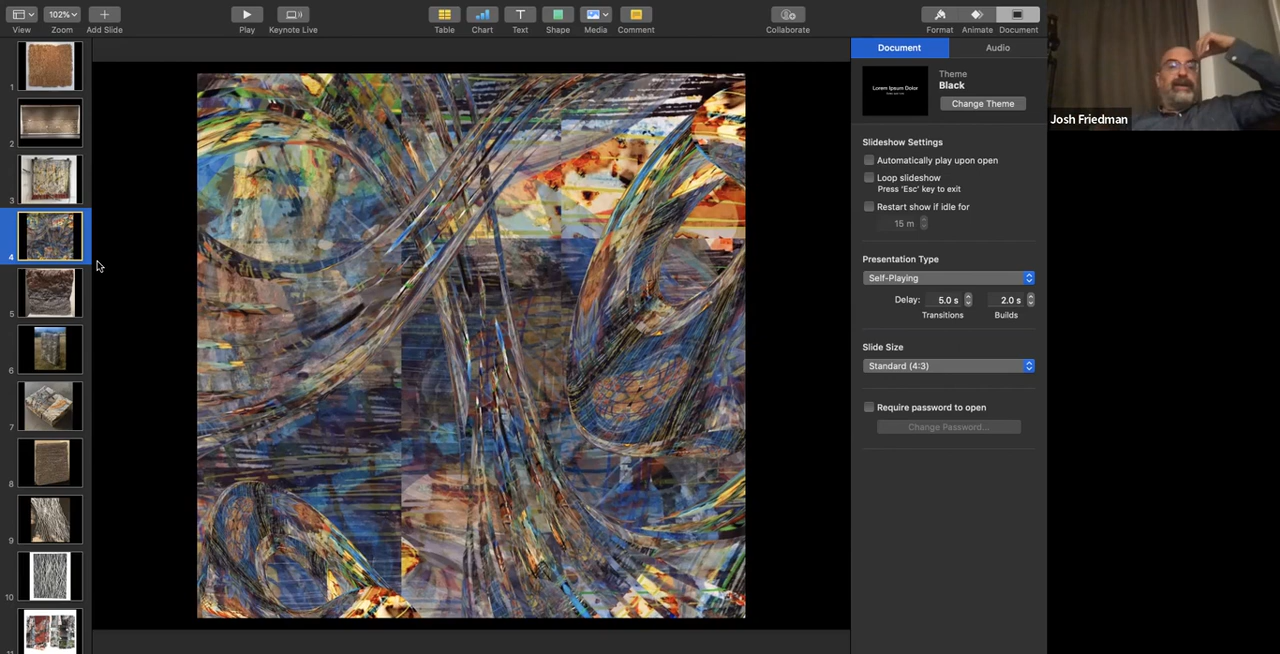 102%
View
Zoom
Add Slide
Play
Keynote Live
Table
Chart
Text
Shape
Media
Comment
Collaborate
Format
Animate
Document
Document
Audio
Lorem Ipsum Dolor
Theme
Black
Change Theme
Slideshow Settings
Automatically play upon open
Loop slideshow
Press 'Esc' key to exit
Restart show if idle for
15 m
Presentation Type
Self-Playing
Delay:
5.0 s
2.0 s
Transitions
Builds
Slide Size
Standard (4:3)
Require password to open
Change Password...
1
2
3
4
5
6
7
8
9
10
11
Josh Friedman